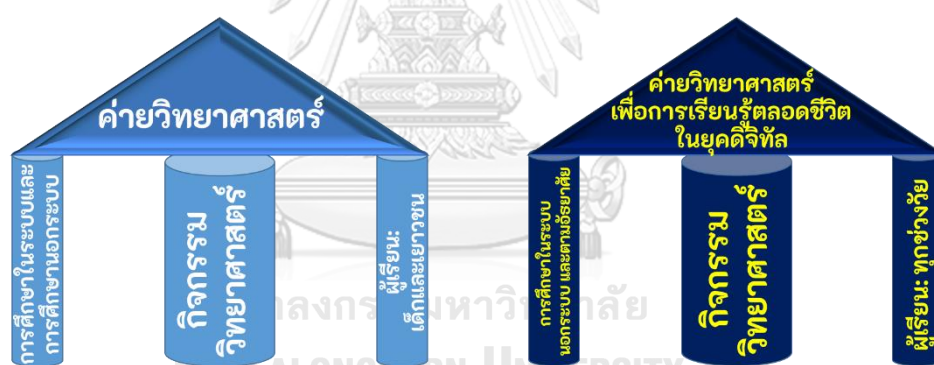 ค่ายวิทยาศาสตร์
การศึกษาในระบบและ
การศึกษานอกระบบ
กิจกรรม
วิทยาศาสตร์
ผู้เรียน:
เด็กและเยาวชน
ค่ายวิทยาศาสตร์
เพื่อการเรียนรู้ตลอดชีวิต
ในยุคดิจิทัล
การศึกษาในระบบ
นอกระบบ และตามอัธยาศัย
กิจกรรม
วิทยาศาสตร์
ผู้เรียน: ทุกช่วงวัย